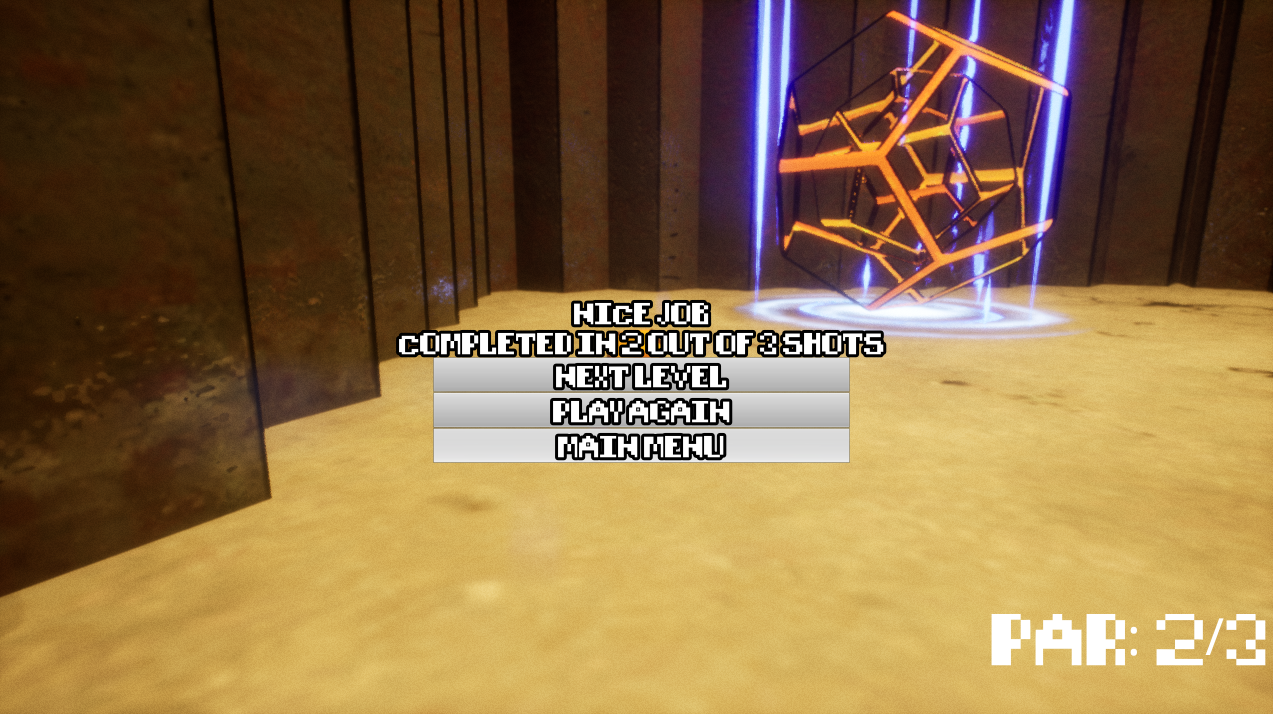 NICE JOB
COMPLETED IN 2 OUT OF 3 SHOTS
NEXT LEVEL
PLAY AGAIN
MAIN MENU
PAR: 2/3